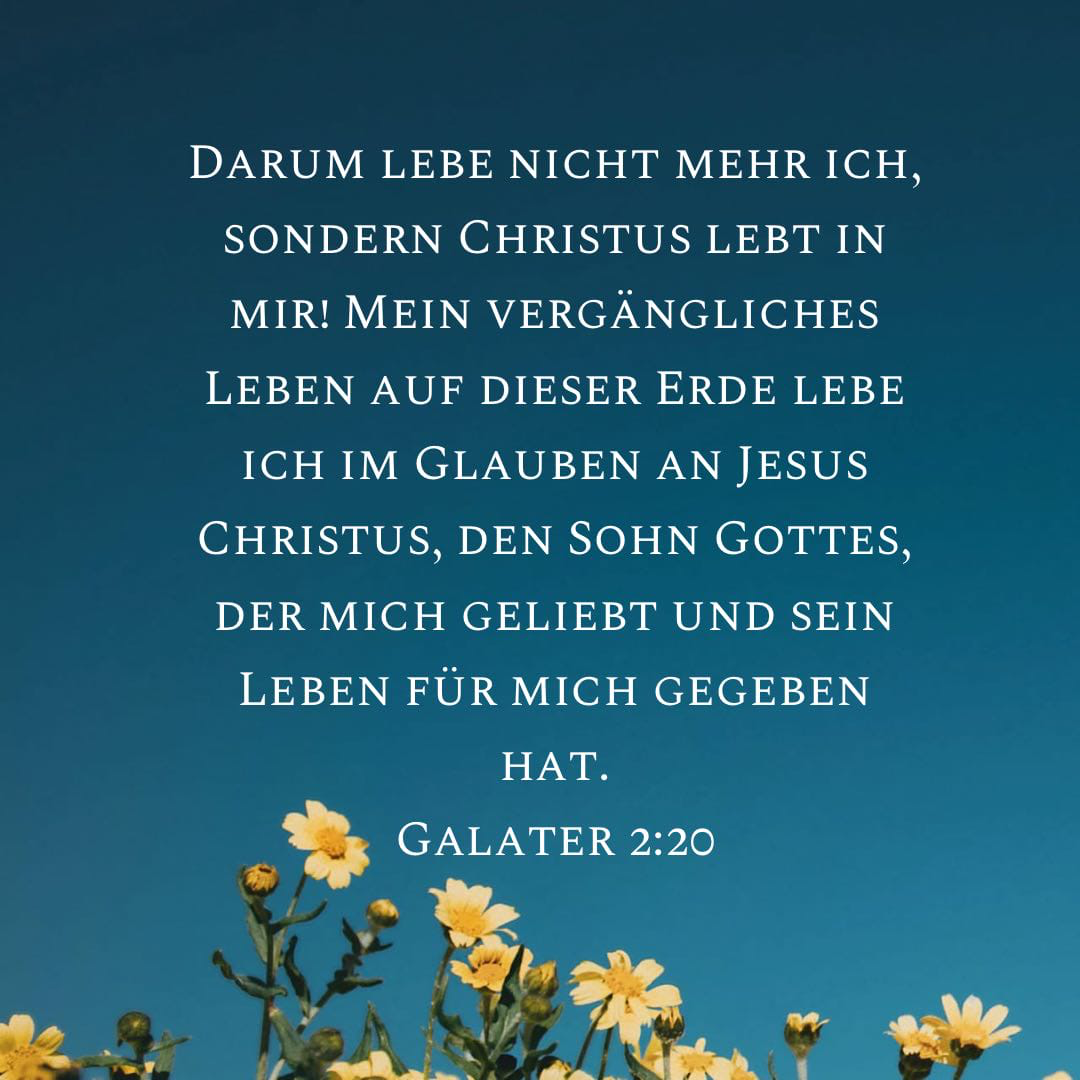 Darum lebe nicht mehr ich,
sondern Christus lebt in
mir! Mein vergängliches
Leben auf dieser Erde lebe
ich im Glauben an Jesus
Christus, den Sohn Gottes,
der mich geliebt und sein
Leben für mich gegeben
hat.
Galater 2:20